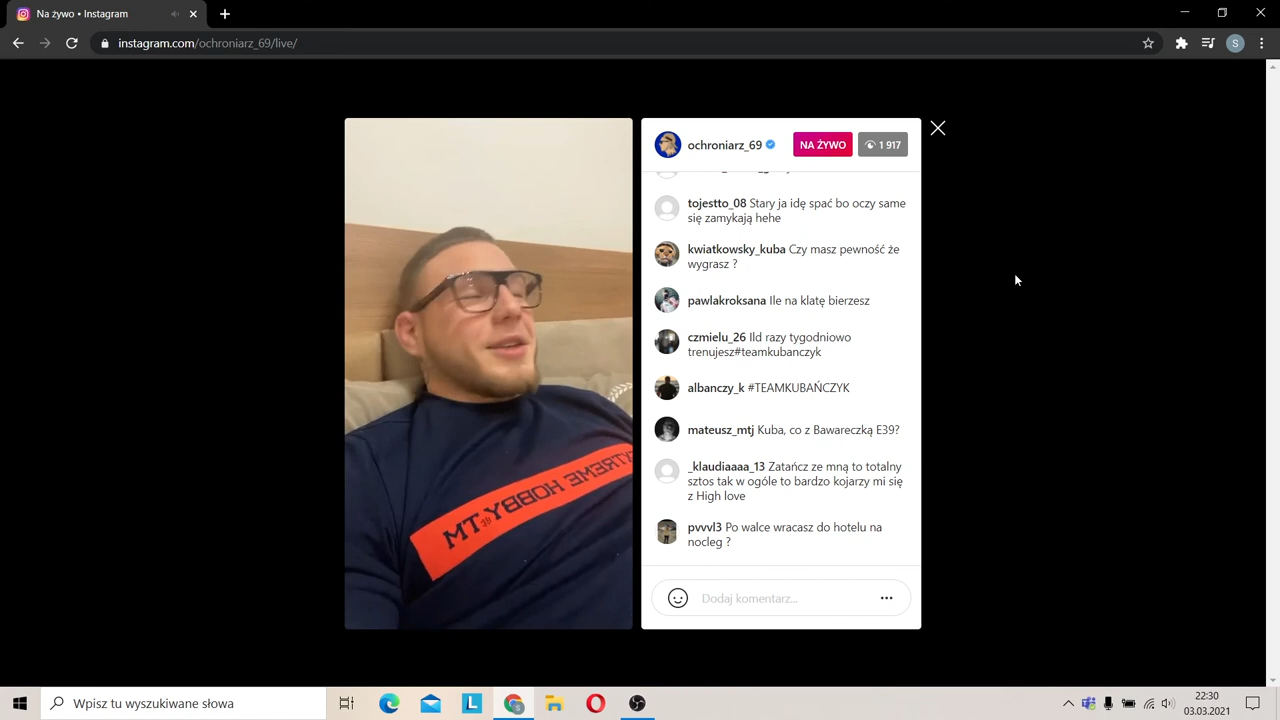 Na żywo • Instagram
instagram.com/ochroniarz_69/live/
S
ochroniarz_69
NA ŻYWO
1 917
tojestto_08 Stary ja idę spać bo oczy same
się zamykają hehe
kwiatkowsky_kuba Czy masz pewność że
wygrasz ?
pawlakroksana Ile na klatę bierzesz
czmielu_26 Ild razy tygodniowo
trenujesz#teamkubanczyk
albanczy_k #TEAMKUBAŃCZYK
mateusz_mtj Kuba, co z Bawareczką E39?
_klaudiaaaa_13 Zatańcz ze mną to totalny
sztos tak w ogóle to bardzo kojarzy mi się
z High love
pvvvl3 Po walce wracasz do hotelu na
nocleg ?
Dodaj komentarz...
EXTREME HOBBY MT
Wpisz tu wyszukiwane słowa
L
22:30
03.03.2021